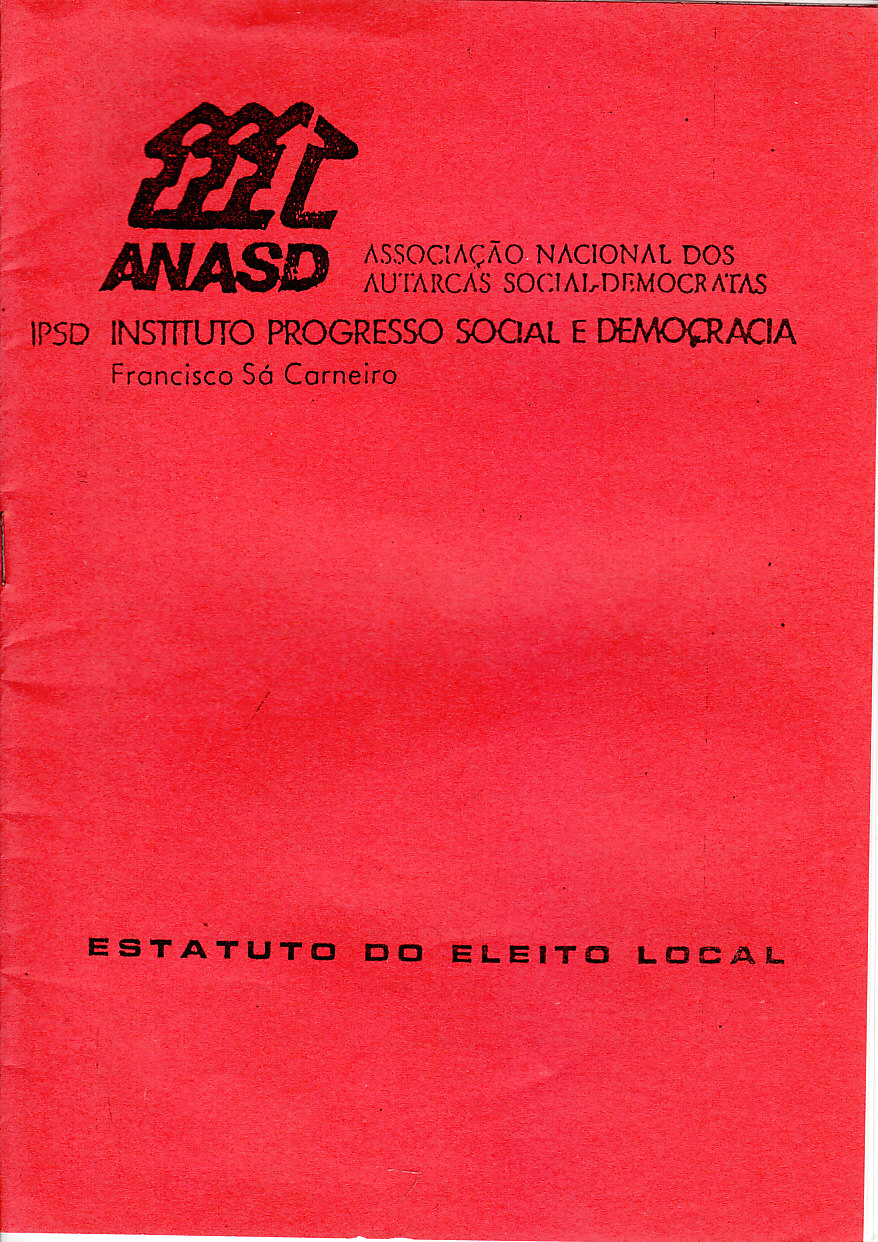 ANASD
ASSOCIAÇÃO NACIONAL DOS
AUTARCAS SOCIAL-DEMOCRATAS
IPSD INSTITUTO PROGRESSO SOCIAL E DEMOCRACIA
Francisco Sá Carneiro
ESTATUTO DO ELEITO LOCAL